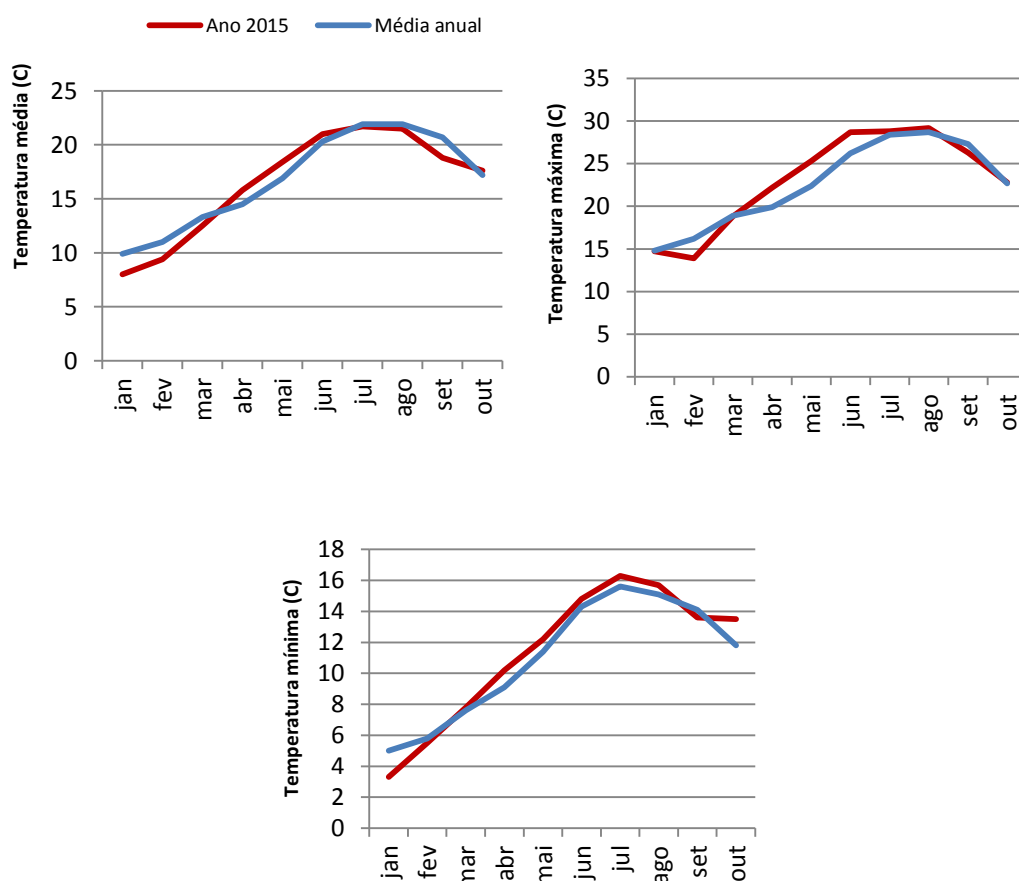 Ano 2015
Média anual
Temperatura média (C)
25
20
15
10
5
0
jan
fev
mar
abr
mai
jun
jul
ago
set
out
Temperatura máxima (C)
35
30
25
20
15
10
5
0
jan
fev
mar
abr
mai
jun
jul
ago
set
out
Temperatura mínima (C)
18
16
14
12
10
8
6
4
2
0
jan
fev
mar
abr
mai
jun
jul
ago
set
out